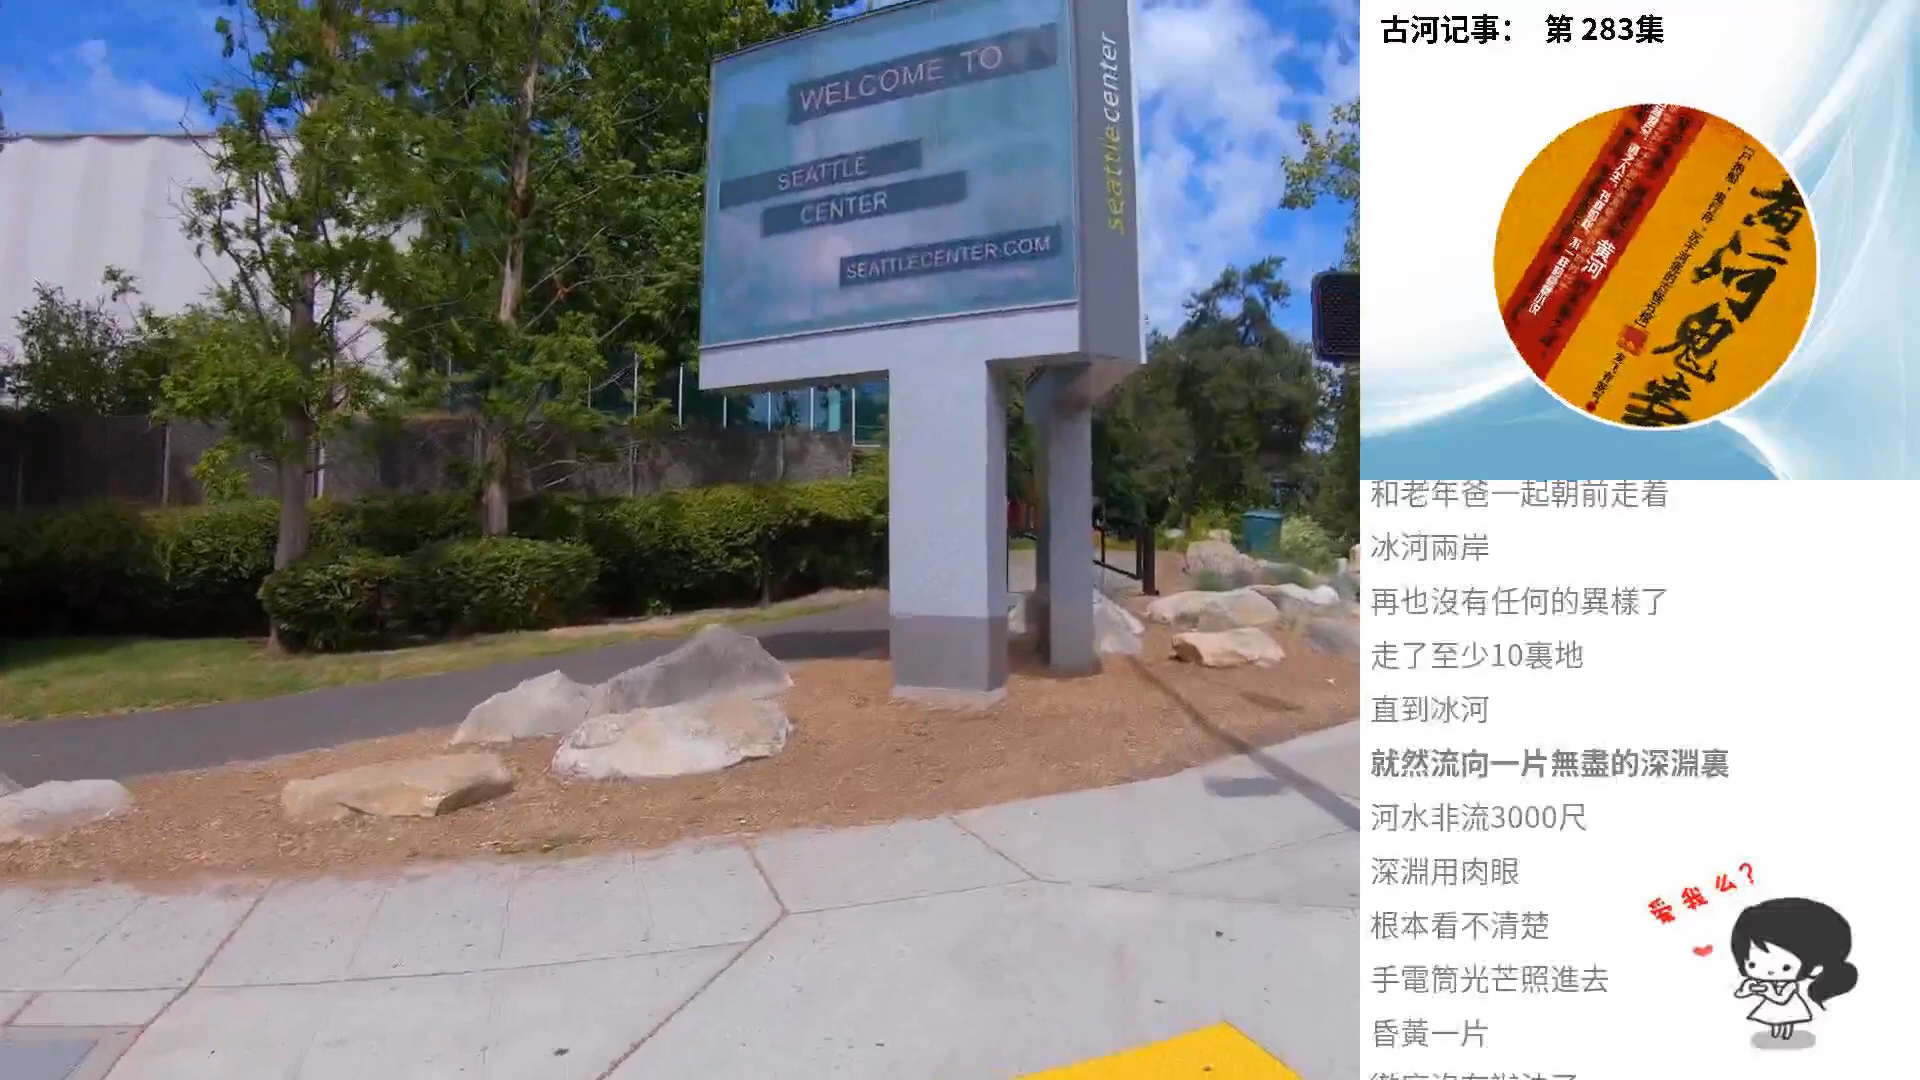 WELCOME TO
SEATTLE
CENTER
SEATTLECENTER.COM
seattlecenter
古河记事： 第 283集
黄河
黄河鬼棺
和老年爸一起朝前走着
冰河兩岸
再也沒有任何的異樣了
走了至少10裏地
直到冰河
就然流向一片無盡的深淵裏
河水非流3000尺
深淵用肉眼
根本看不清楚
手電筒光芒照進去
昏黃一片
爱我么？